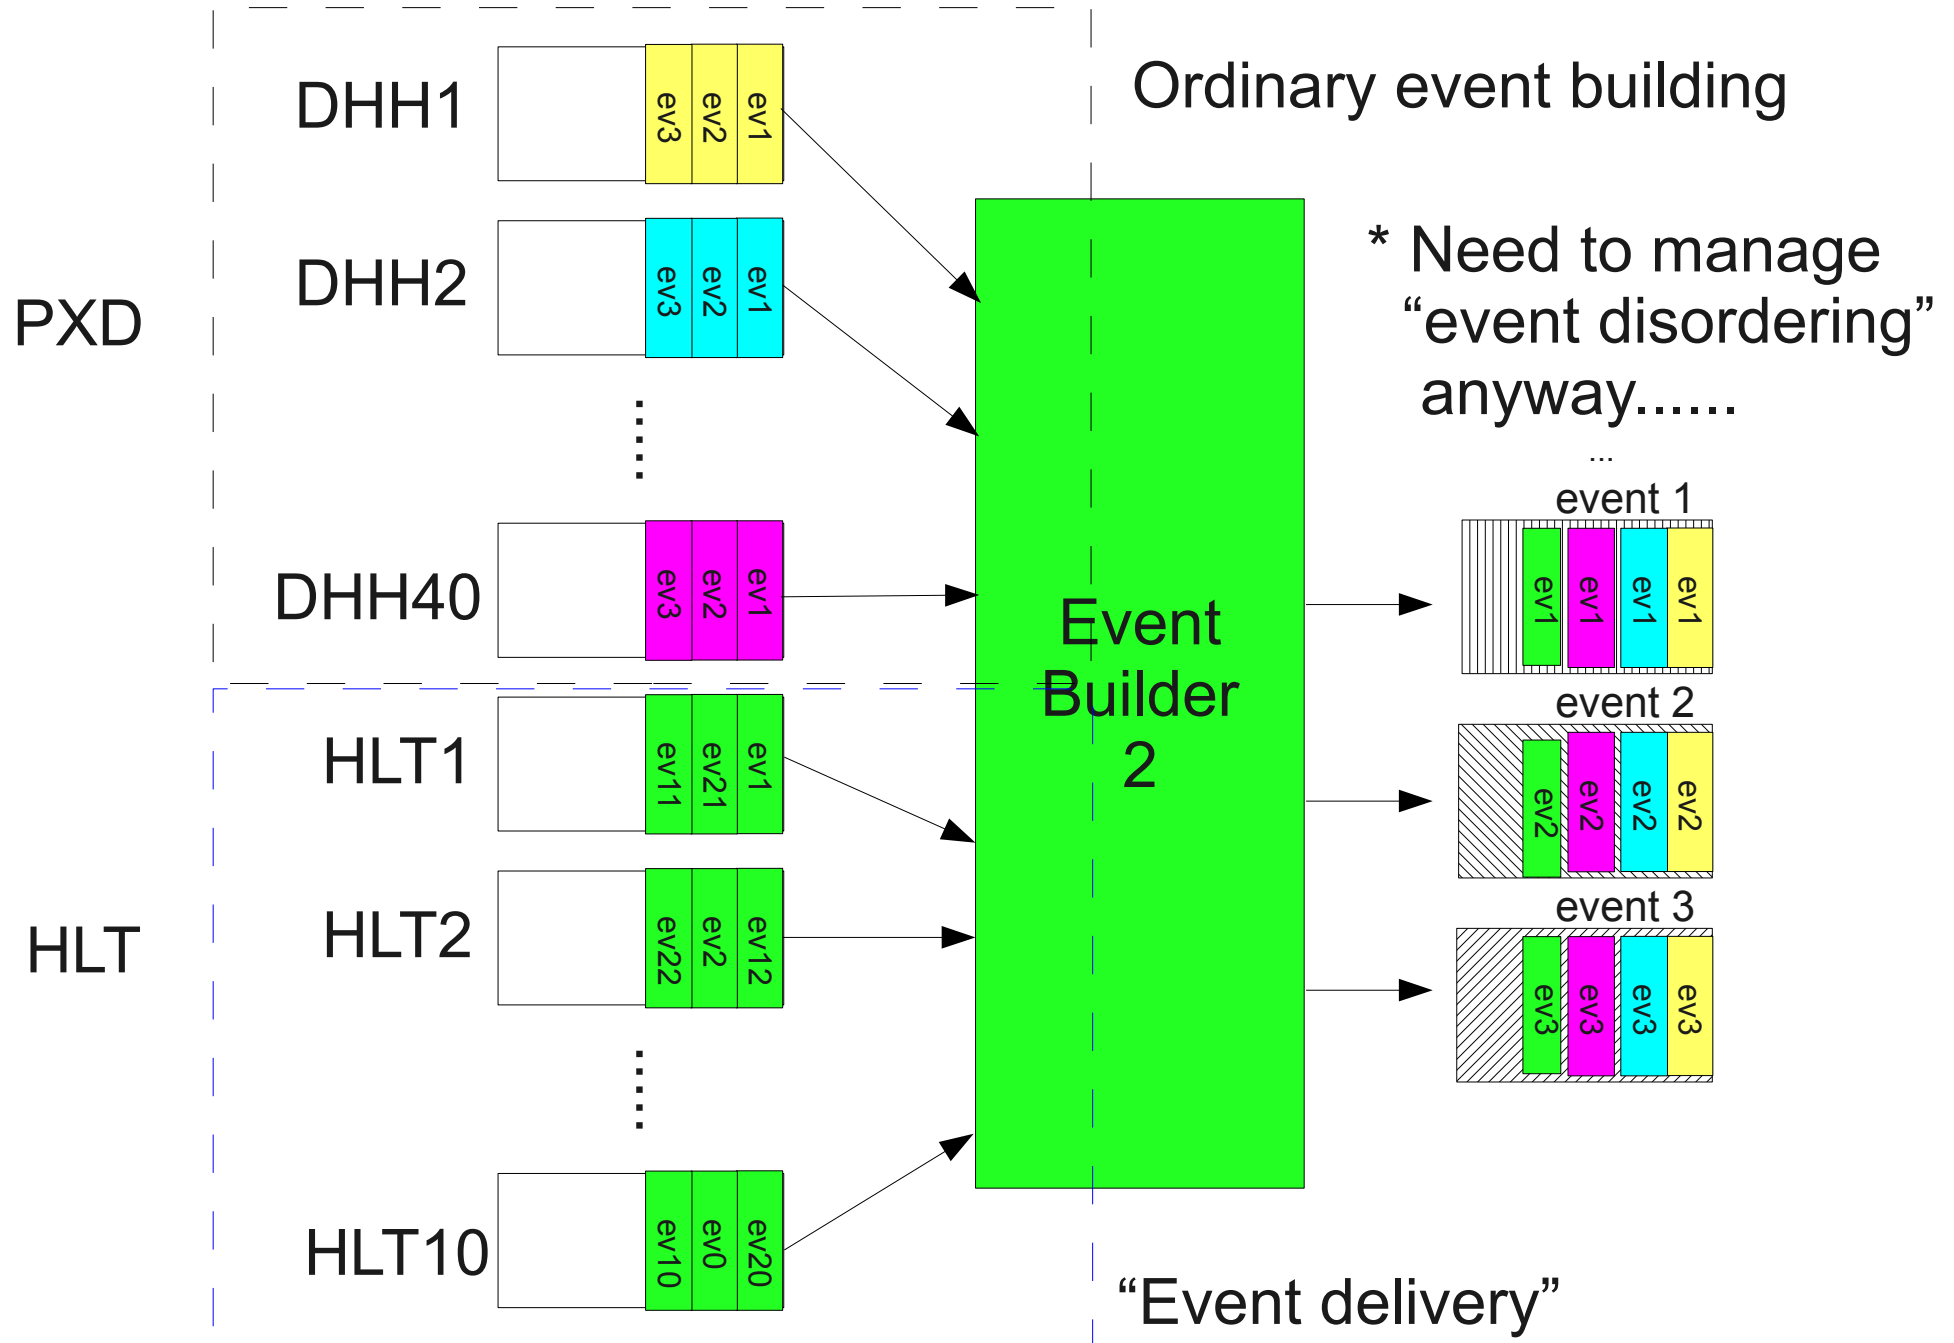 Ordinary event building
* Need to manage
“event disordering”
anyway......
PXD
DHH1
ev3
ev2
ev1
DHH2
ev3
ev2
ev1
......
DHH40
ev3
ev2
ev1
HLT
HLT1
ev11
ev21
ev1
HLT2
ev22
ev2
ev12
......
HLT10
ev10
ev0
ev20
Event
Builder
2
...
event 1
ev1
ev1
ev1
ev1
event 2
ev2
ev2
ev2
ev2
event 3
ev3
ev3
ev3
ev3
“Event delivery”